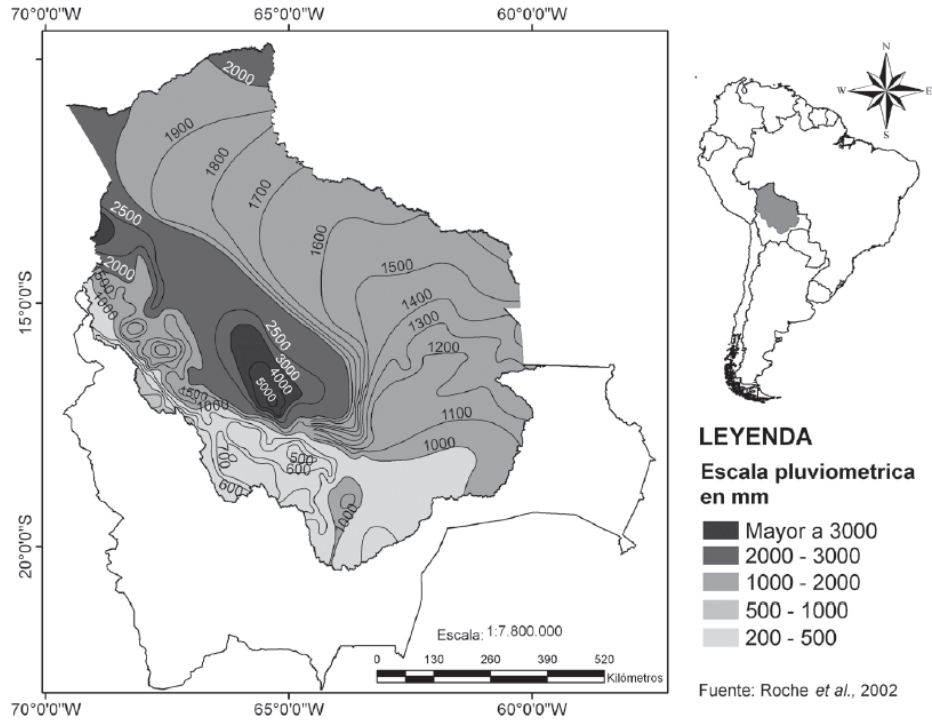 70°0'0"W 65°0'0"W 60°0'0"W
N
W E
S
2000
1900
1800
1700
2500
1600
2000
1500
1500
1000
15°0'0"S
1400
1300
2500
3000
1200
4000
5000
1500
1000
1100
1000
500
700
600
600
1000
20°0'0"S
LEYENDA
Escala pluviometrica
en mm
Mayor a 3000
2000 - 3000
1000 - 2000
500 - 1000
200 - 500
Escala: 1:7.800.000
0 130 260 390 520
Kilómetros
Fuente: Roche et al., 2002
70°0'0"W 65°0'0"W 60°0'0"W